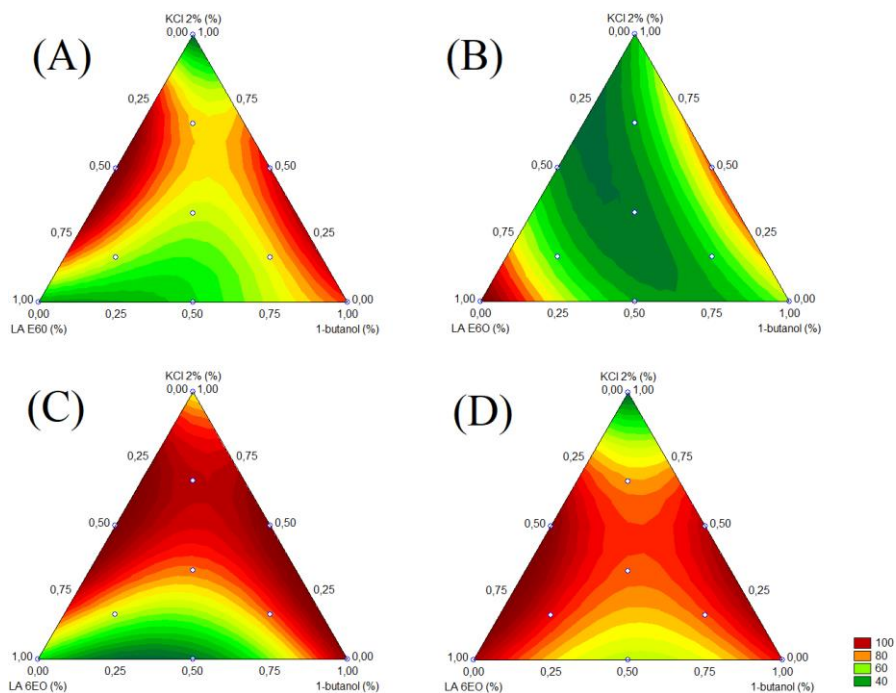 KCl 2% (%)
0,00 1,00
(A)
0,25 0,75
0,50 0,50
0,75 0,25
1,00 0,00
0,00 0,25 0,50 0,75 1,00
LA E60 (%) 1-butanol (%)
KCl 2% (%)
0,00 1,00
(B)
0,25 0,75
0,50 0,50
0,75 0,25
1,00 0,00
0,00 0,25 0,50 0,75 1,00
LA E6O (%) 1-butanol (%)
KCl 2% (%)
0,00 1,00
(C)
0,25 0,75
0,50 0,50
0,75 0,25
1,00 0,00
0,00 0,25 0,50 0,75 1,00
LA 6EO (%) 1-butanol (%)
KCl 2% (%)
0,00 1,00
(D)
0,25 0,75
0,50 0,50
0,75 0,25
1,00 0,00
0,00 0,25 0,50 0,75 1,00
LA 6EO (%) 1-butanol (%)
100
80
60
40